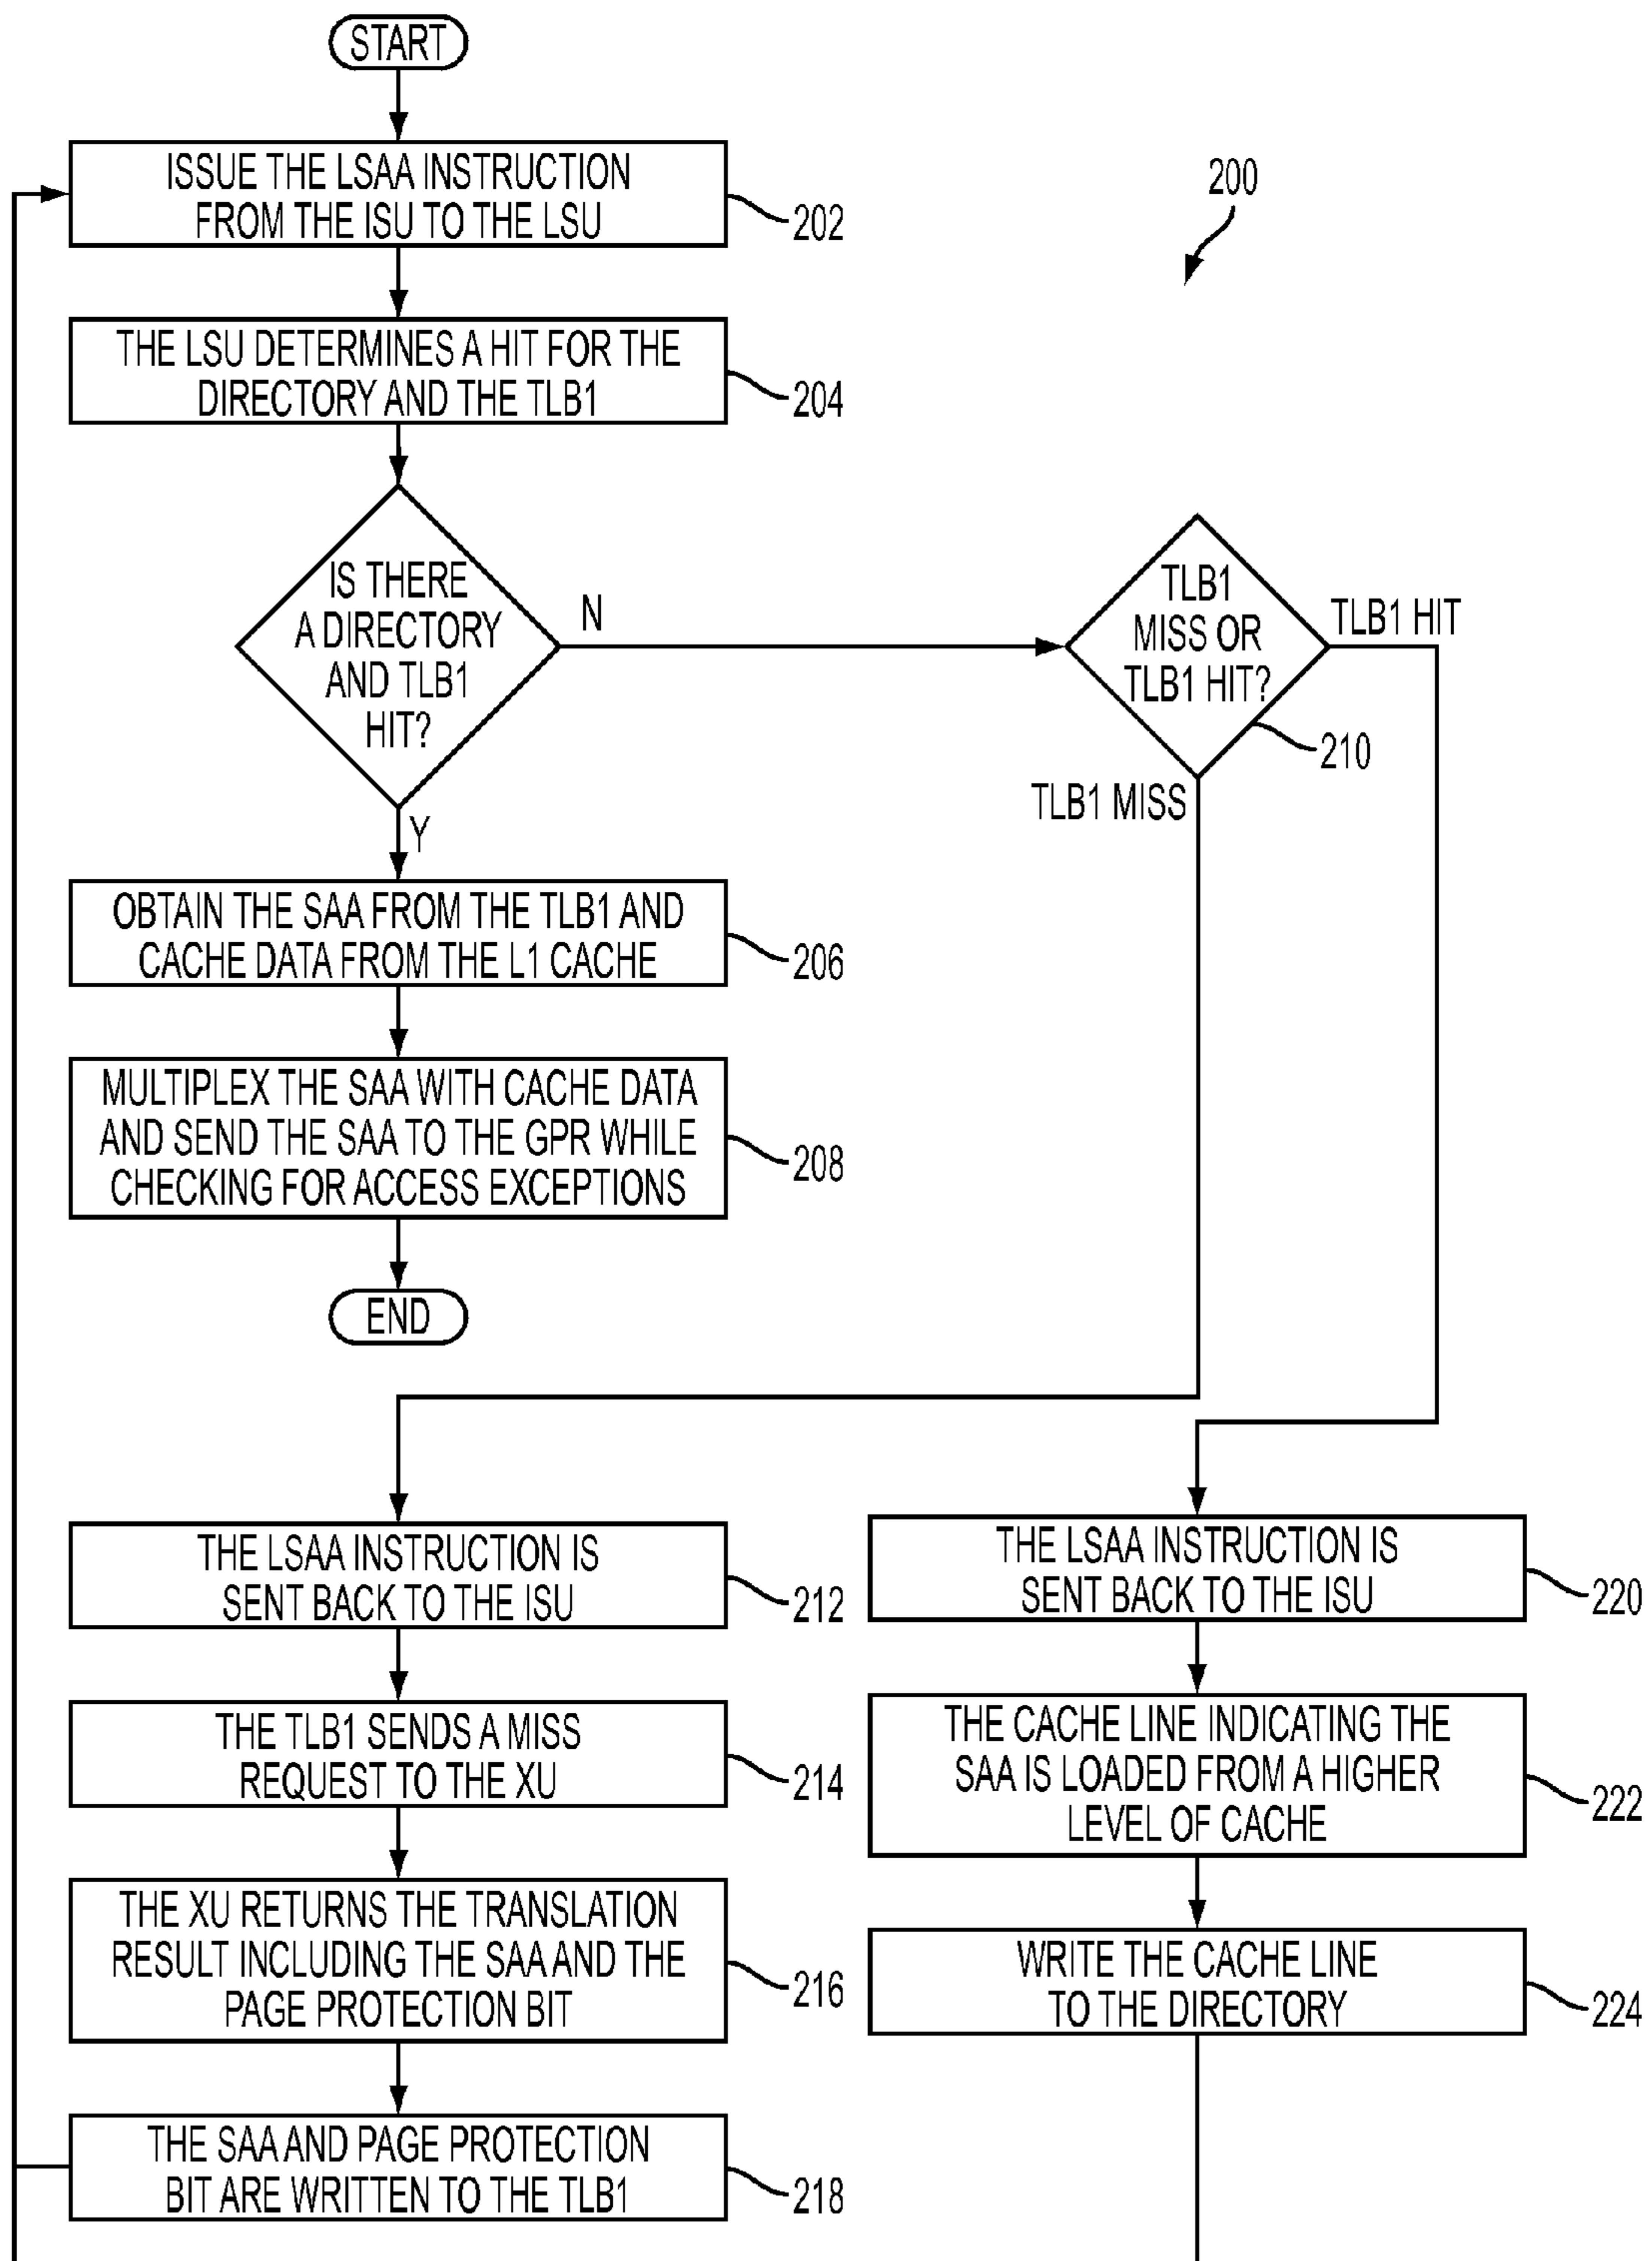 START
ISSUE THE LSAA INSTRUCTION
FROM THE ISU TO THE LSU
202
200
THE LSU DETERMINES A HIT FOR THE
DIRECTORY AND THE TLB1
204
IS THERE
A DIRECTORY
AND TLB1
HIT?
N
Y
TLB1
MISS OR
TLB1 HIT?
TLB1 HIT
210
TLB1 MISS
OBTAIN THE SAA FROM THE TLB1 AND
CACHE DATA FROM THE L1 CACHE
206
MULTIPLEX THE SAA WITH CACHE DATA
AND SEND THE SAA TO THE GPR WHILE
CHECKING FOR ACCESS EXCEPTIONS
208
END
THE LSAA INSTRUCTION IS
SENT BACK TO THE ISU
212
THE TLB1 SENDS A MISS
REQUEST TO THE XU
214
THE XU RETURNS THE TRANSLATION
RESULT INCLUDING THE SAA AND THE
PAGE PROTECTION BIT
216
THE SAA AND PAGE PROTECTION
BIT ARE WRITTEN TO THE TLB1
218
THE LSAA INSTRUCTION IS
SENT BACK TO THE ISU
220
THE CACHE LINE INDICATING THE
SAA IS LOADED FROM A HIGHER
LEVEL OF CACHE
222
WRITE THE CACHE LINE
TO THE DIRECTORY
224